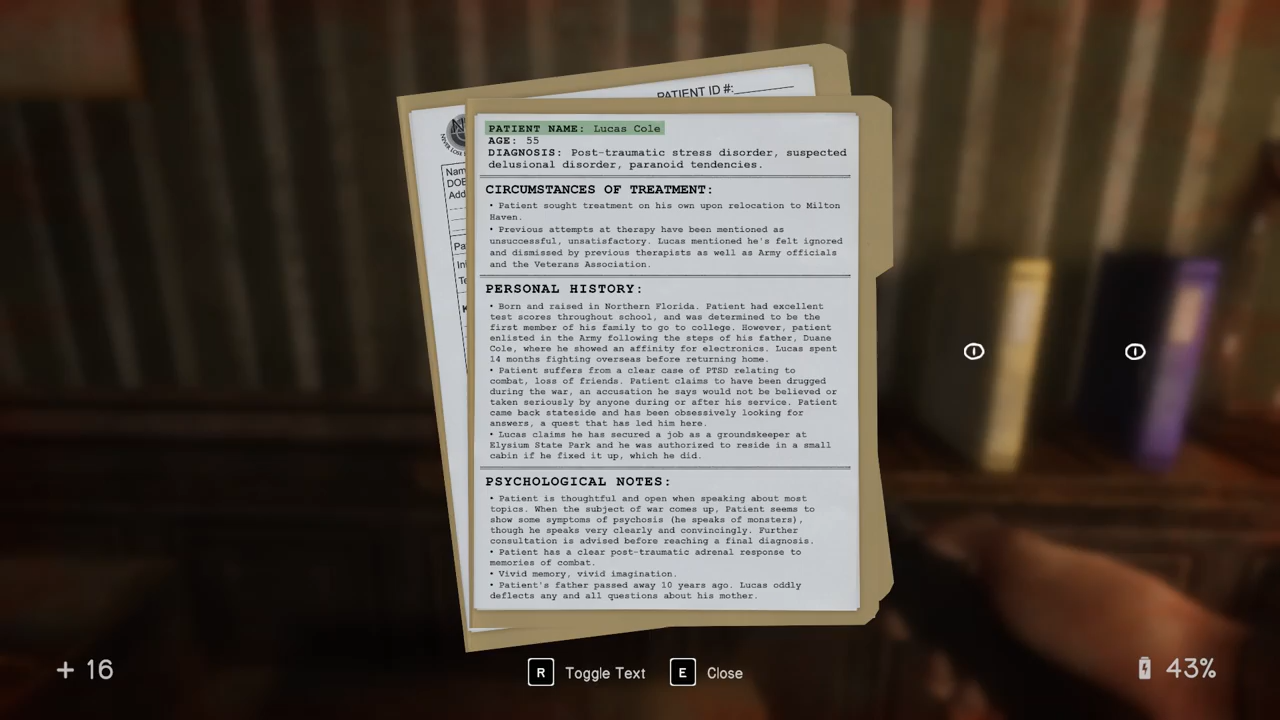 PATIENT ID #:
PATIENT NAME: Lucas Cole
AGE: 55
DIAGNOSIS: Post-traumatic stress disorder, suspected
delusional disorder, paranoid tendencies.
Nam
DOB
Add
Pa
In
Te
CIRCUMSTANCES OF TREATMENT:
• Patient sought treatment on his own upon relocation to Milton
Haven.
• Previous attempts at therapy have been mentioned as
unsuccessful, unsatisfactory. Lucas mentioned he's felt ignored
and dismissed by previous therapists as well as Army officials
and the Veterans Association.
PERSONAL HISTORY:
• Born and raised in Northern Florida. Patient had excellent
test scores throughout school, and was determined to be the
first member of his family to go to college. However, patient
enlisted in the Army following the steps of his father, Duane
Cole, where he showed an affinity for electronics. Lucas spent
14 months fighting overseas before returning home.
• Patient suffers from a clear case of PTSD relating to
combat, loss of friends. Patient claims to have been drugged
during the war, an accusation he says would not be believed or
taken seriously by anyone during or after his service. Patient
came back stateside and has been obsessively looking for
answers, a quest that has led him here.
• Lucas claims he has secured a job as a groundskeeper at
Elysium State Park and he was authorized to reside in a small
cabin if he fixed it up, which he did.
PSYCHOLOGICAL NOTES:
• Patient is thoughtful and open when speaking about most
topics. When the subject of war comes up, Patient seems to
show some symptoms of psychosis (he speaks of monsters),
though he speaks very clearly and convincingly. Further
consultation is advised before reaching a final diagnosis.
• Patient has a clear post-traumatic adrenal response to
memories of combat.
• Vivid memory, vivid imagination.
• Patient's father passed away 10 years ago. Lucas oddly
deflects any and all questions about his mother.
+ 16
R Toggle Text E Close
43%